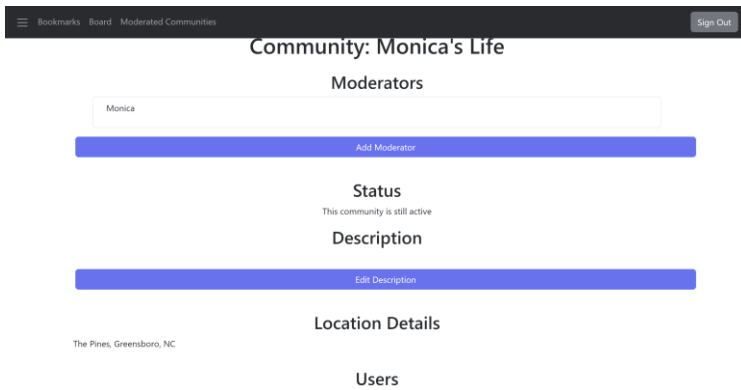 Bookmarks Board Moderated Communities Sign Out
Community: Monica's Life
Moderators
Monica
Add Moderator
Status
This community is still active
Description
Edit Description
Location Details
The Pines, Greensboro, NC
Users